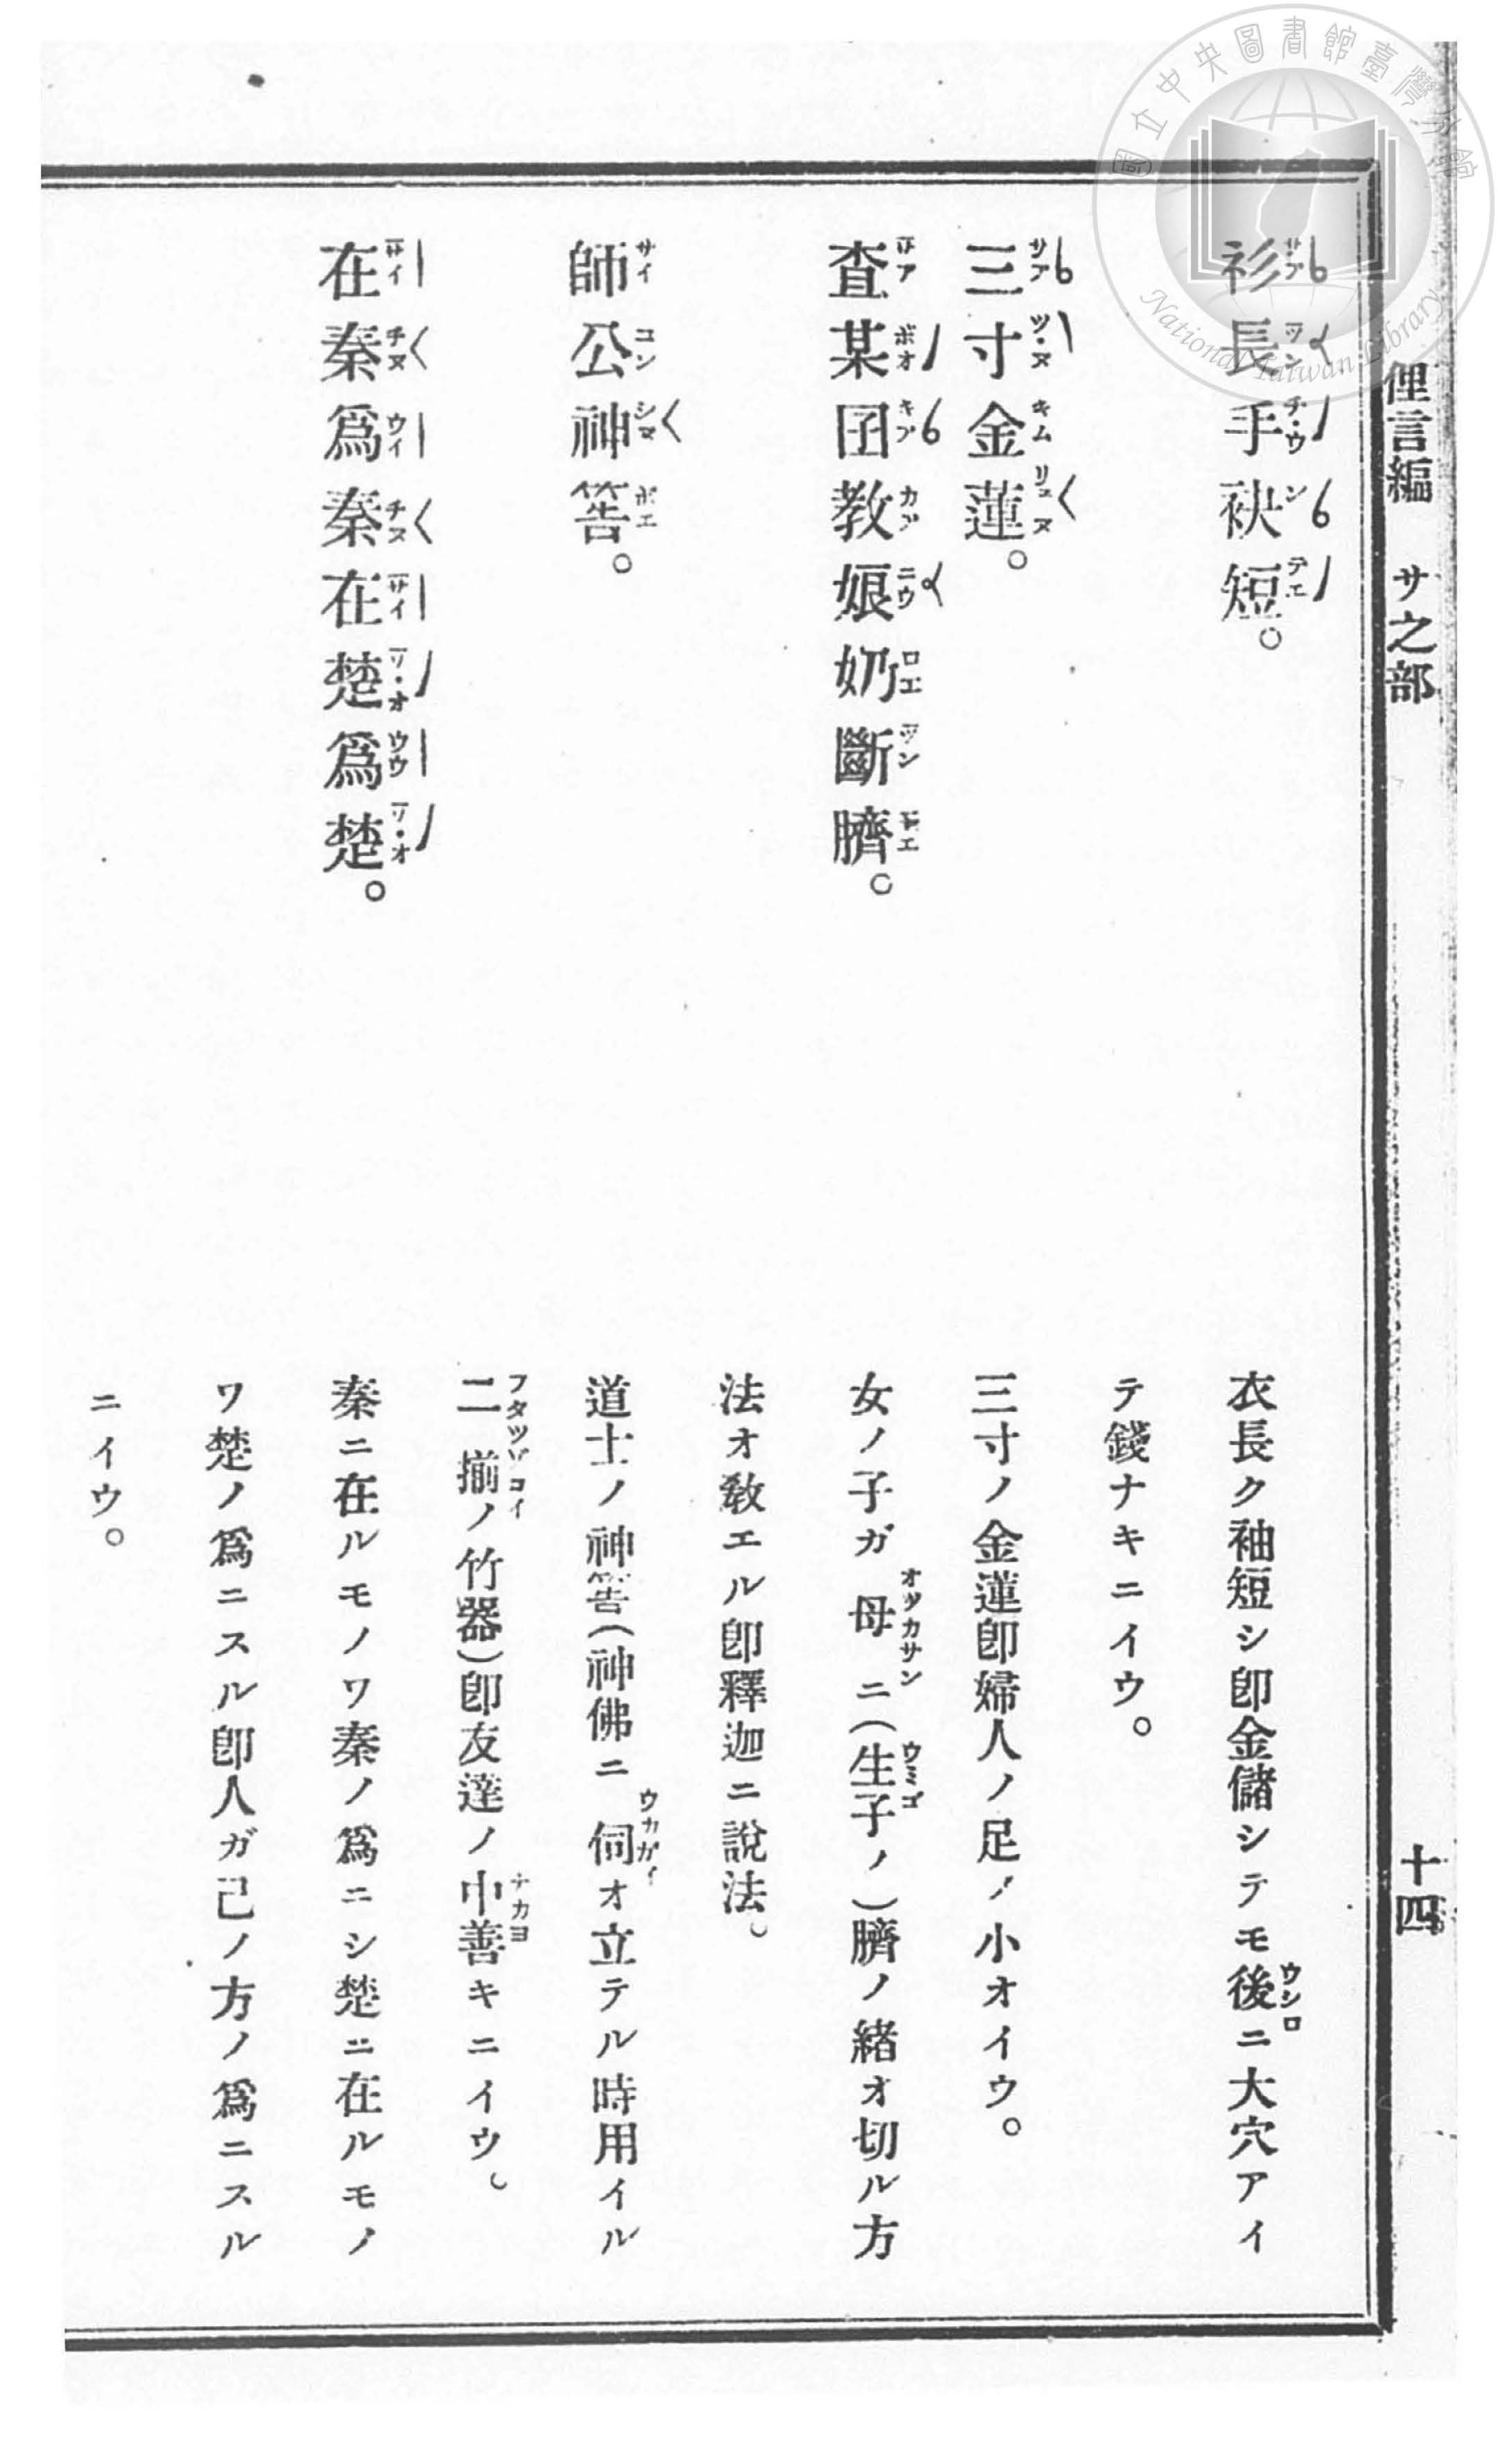 國立中央圖書館臺灣分館
National Taiwan Library
俚言編　サ之部　十四
衫長手袂短。
衣長ク袖短シ卽金儲シテモ後ニ大穴アイ
テ錢ナキニイウ。
三寸金蓮。
三寸ノ金蓮卽婦人ノ足ノ小オイウ。
査某囝教娘奶斷臍。
女ノ子ガ母ニ(生子ノ)臍ノ緒オ切ル方
法オ敎エル卽釋迦ニ說法。
師公神筶。
道士ノ神筶(神佛ニ伺オ立テル時用イル
二揃ノ竹器)卽友達ノ中善キニイウ。
在秦爲秦在楚爲楚。
秦ニ在ルモノワ秦ノ爲ニシ楚ニ在ルモノ
ワ楚ノ爲ニスル卽人ガ己ノ方ノ爲ニスル
ニイウ。